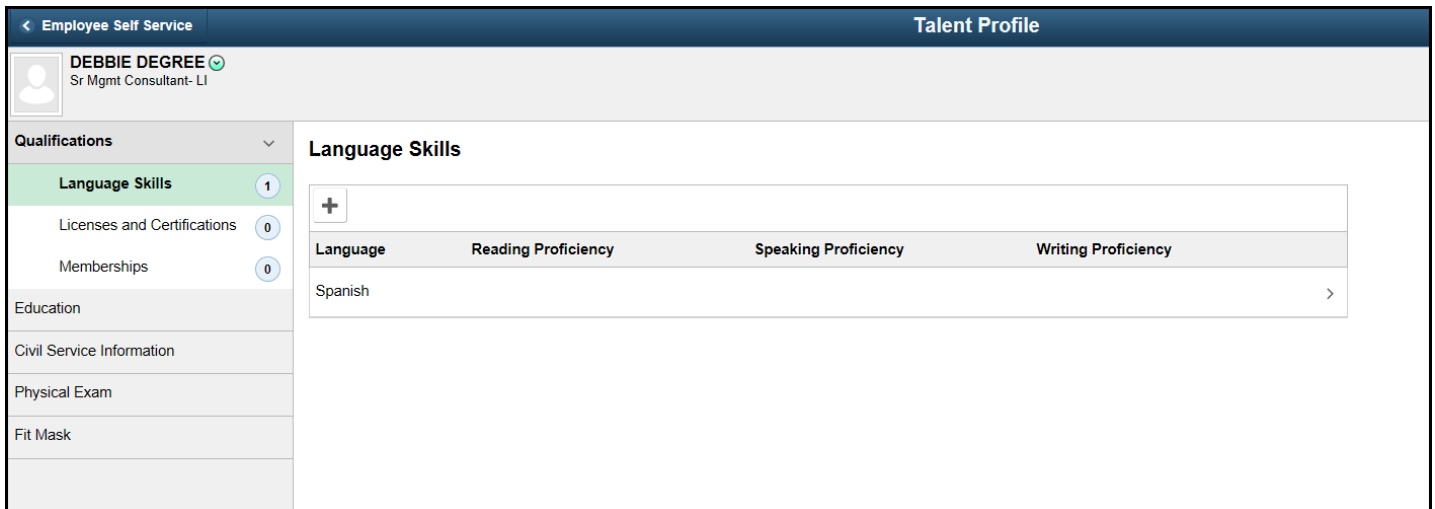 Employee Self Service
Talent Profile
DEBBIE DEGREE
Sr Mgmt Consultant- LI
Qualifications
Language Skills 1
Licenses and Certifications 0
Memberships 0
Education
Civil Service Information
Physical Exam
Fit Mask
Language Skills
Language Reading Proficiency Speaking Proficiency Writing Proficiency
Spanish